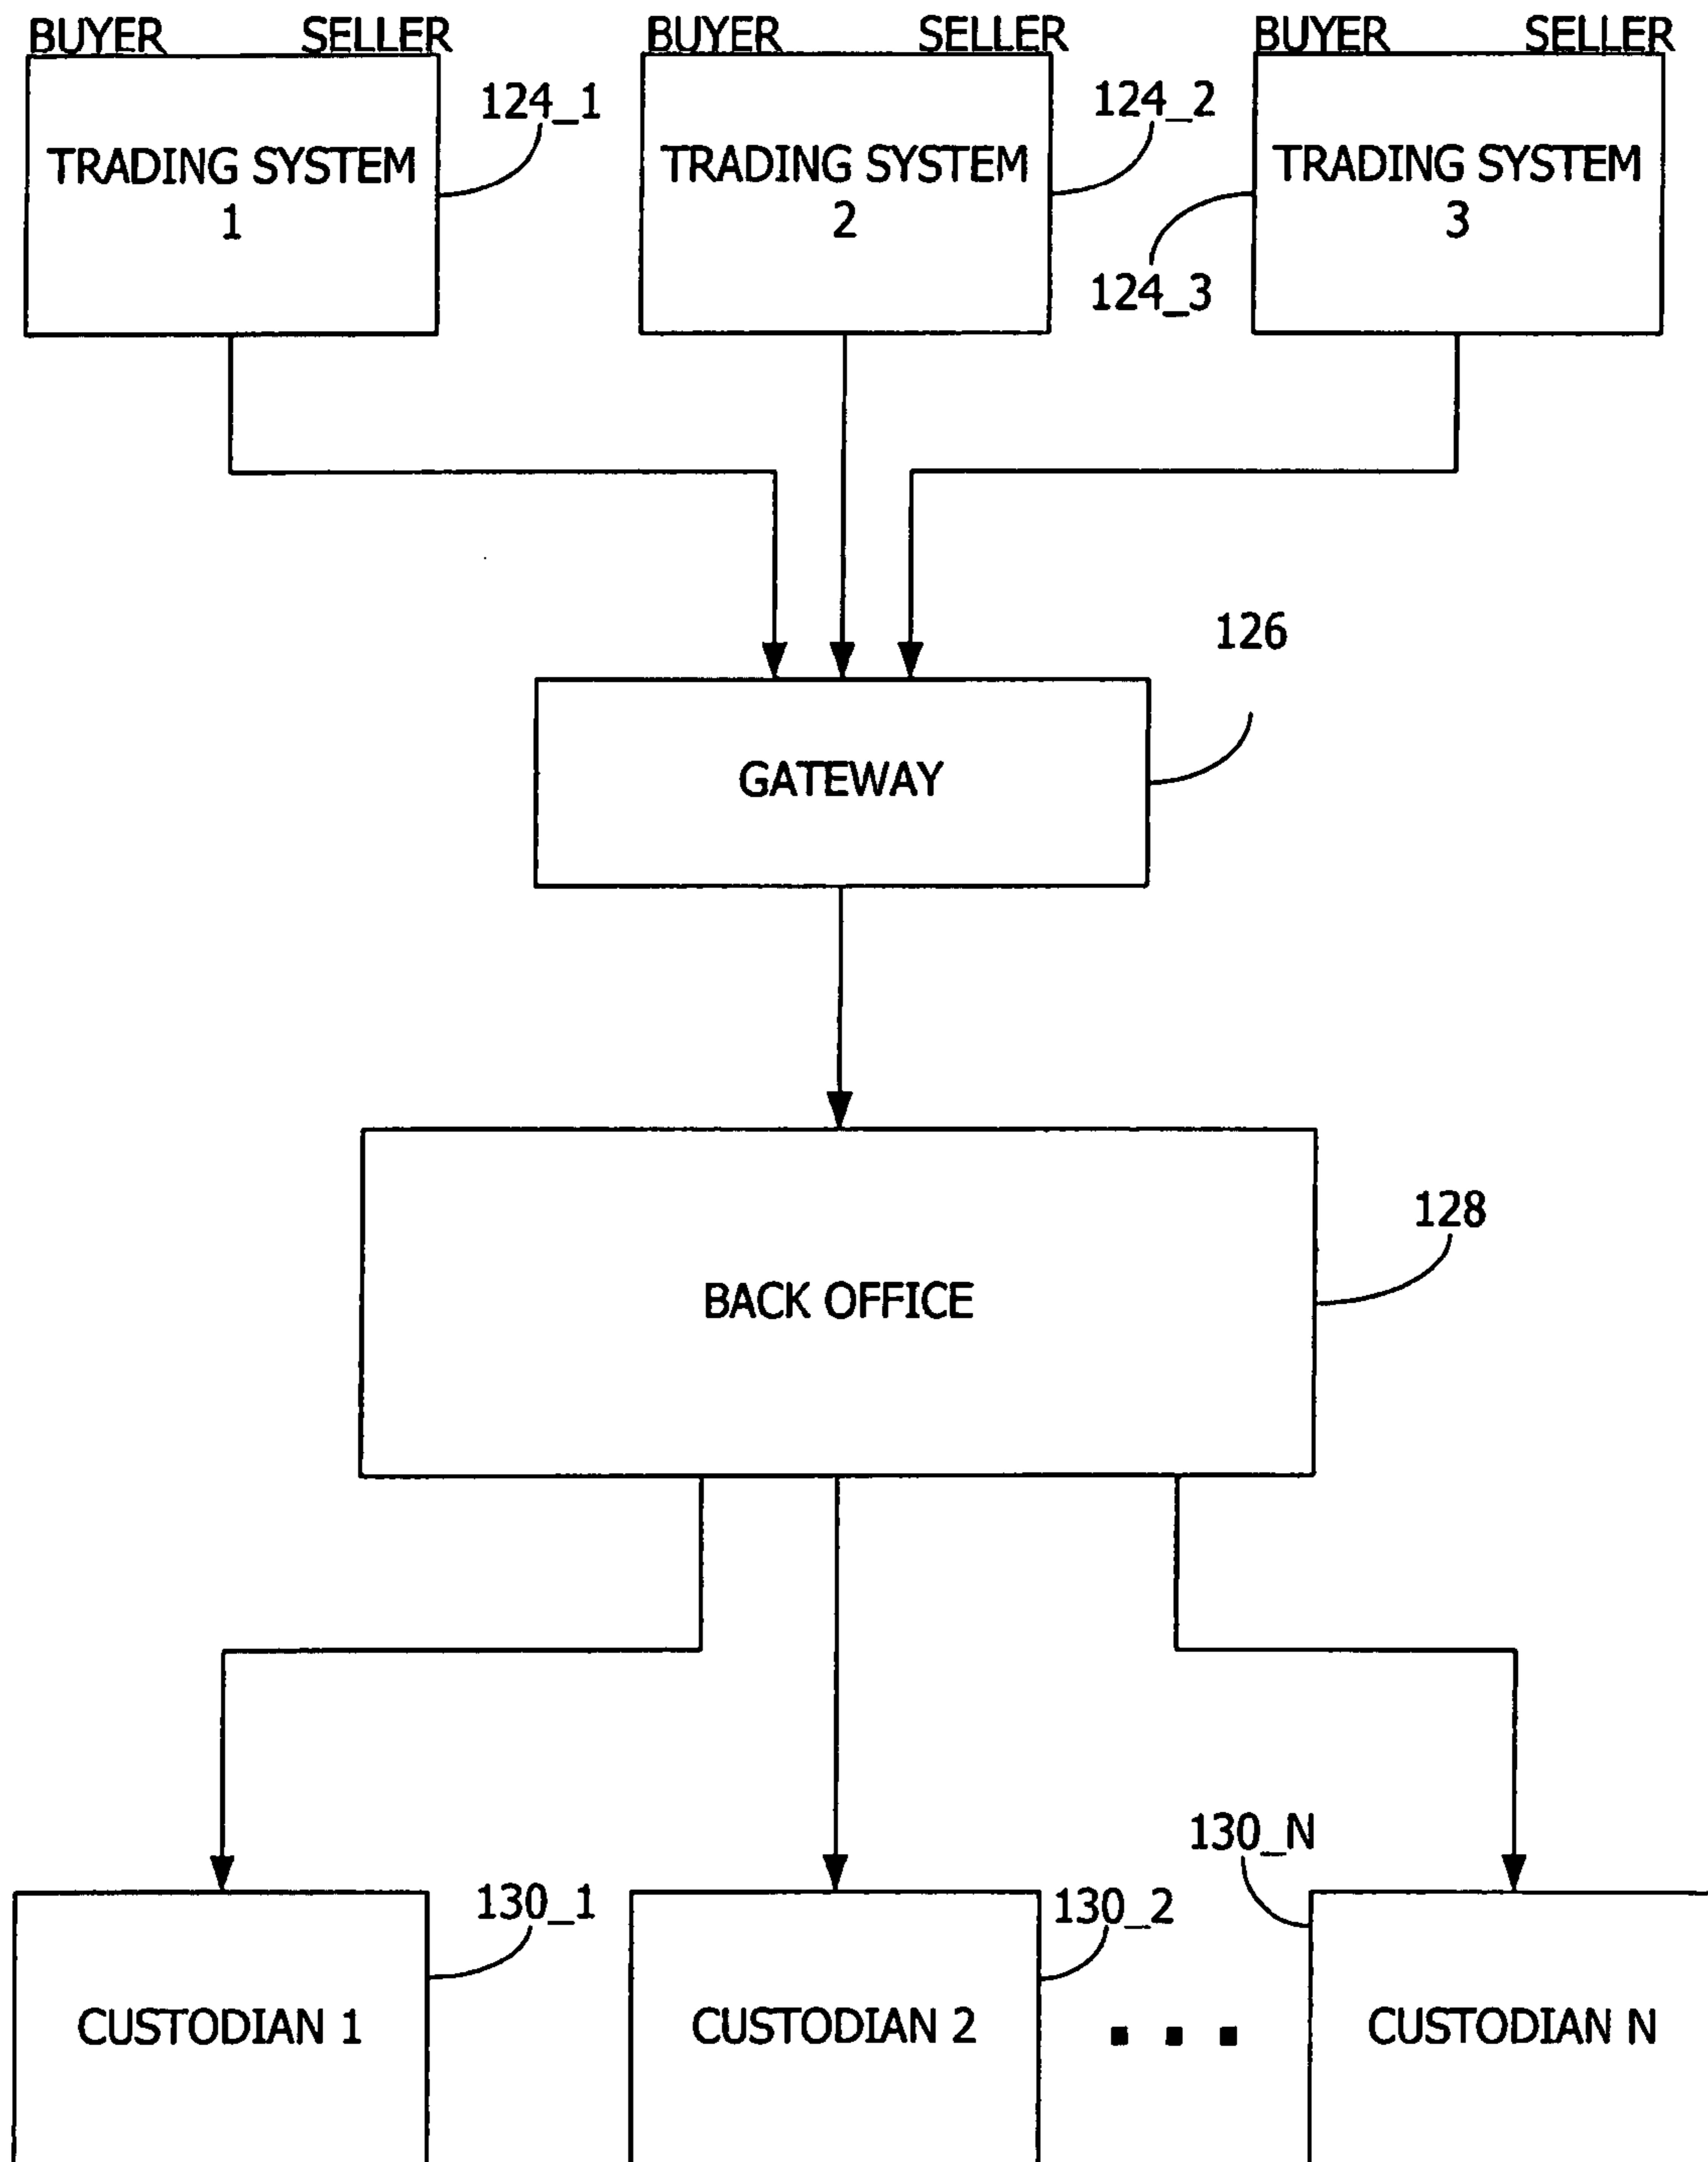 BUYER SELLER BUYER SELLER BUYER SELLER
124_1 124_2
TRADING SYSTEM TRADING SYSTEM TRADING SYSTEM
1 2 3
124_3
126
GATEWAY
128
BACK OFFICE
130_N
130_1 130_2
CUSTODIAN 1 CUSTODIAN 2 ... CUSTODIAN N